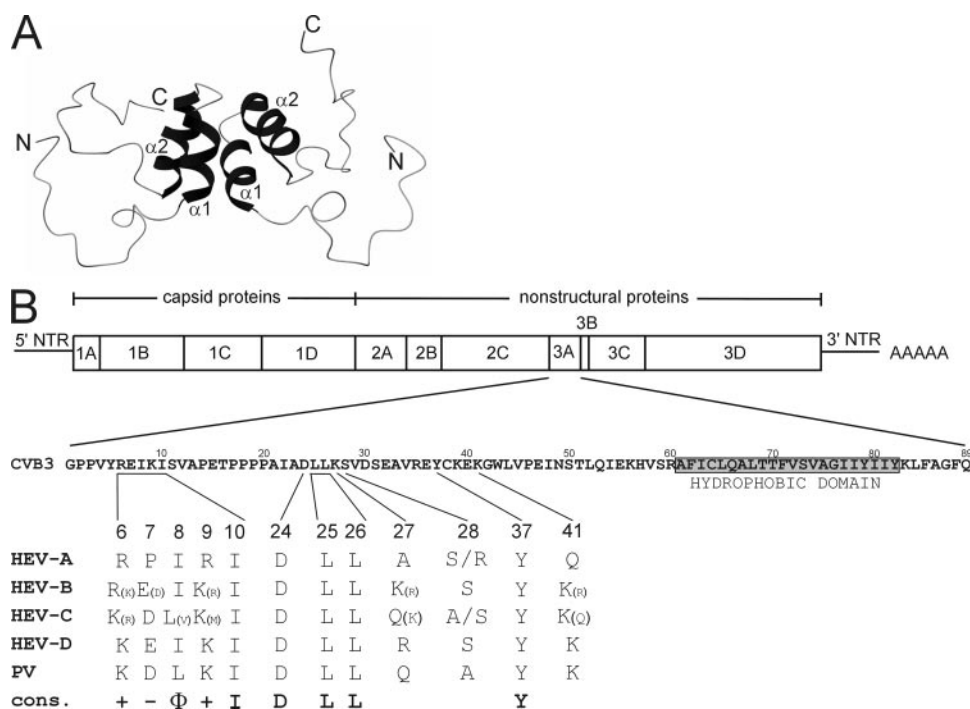 A
C
C
α2
N
α2
N
α1
α1
B
capsid proteins
nonstructural proteins
3B
5' NTR
1A 1B 1C 1D 2A 2B 2C 3A 3C 3D
3' NTR
AAAAA
10 20 30 40 50 60 70 80 89
CVB3 GPPVYREIKISVAPETPPPPAIADLLKSVDSEAVREYCKEKGWLVPEINSTLQIEKHVSRAFICLQALTTFVSVAGIIYIIYKLFAGFQ
HYDROPHOBIC DOMAIN
6 7 8 9 10 24 25 26 27 28 37 41
HEV-A R P I R I D L L A S/R Y Q
HEV-B R(K) E(D) I K(R) I D L L K(R) S Y K(R)
HEV-C K(R) D L(V) K(M) I D L L Q(K) A/S Y K(Q)
HEV-D K E I K I D L L R S Y K
PV K D L K I D L L Q A Y K
cons. + − Φ + I D L L Y